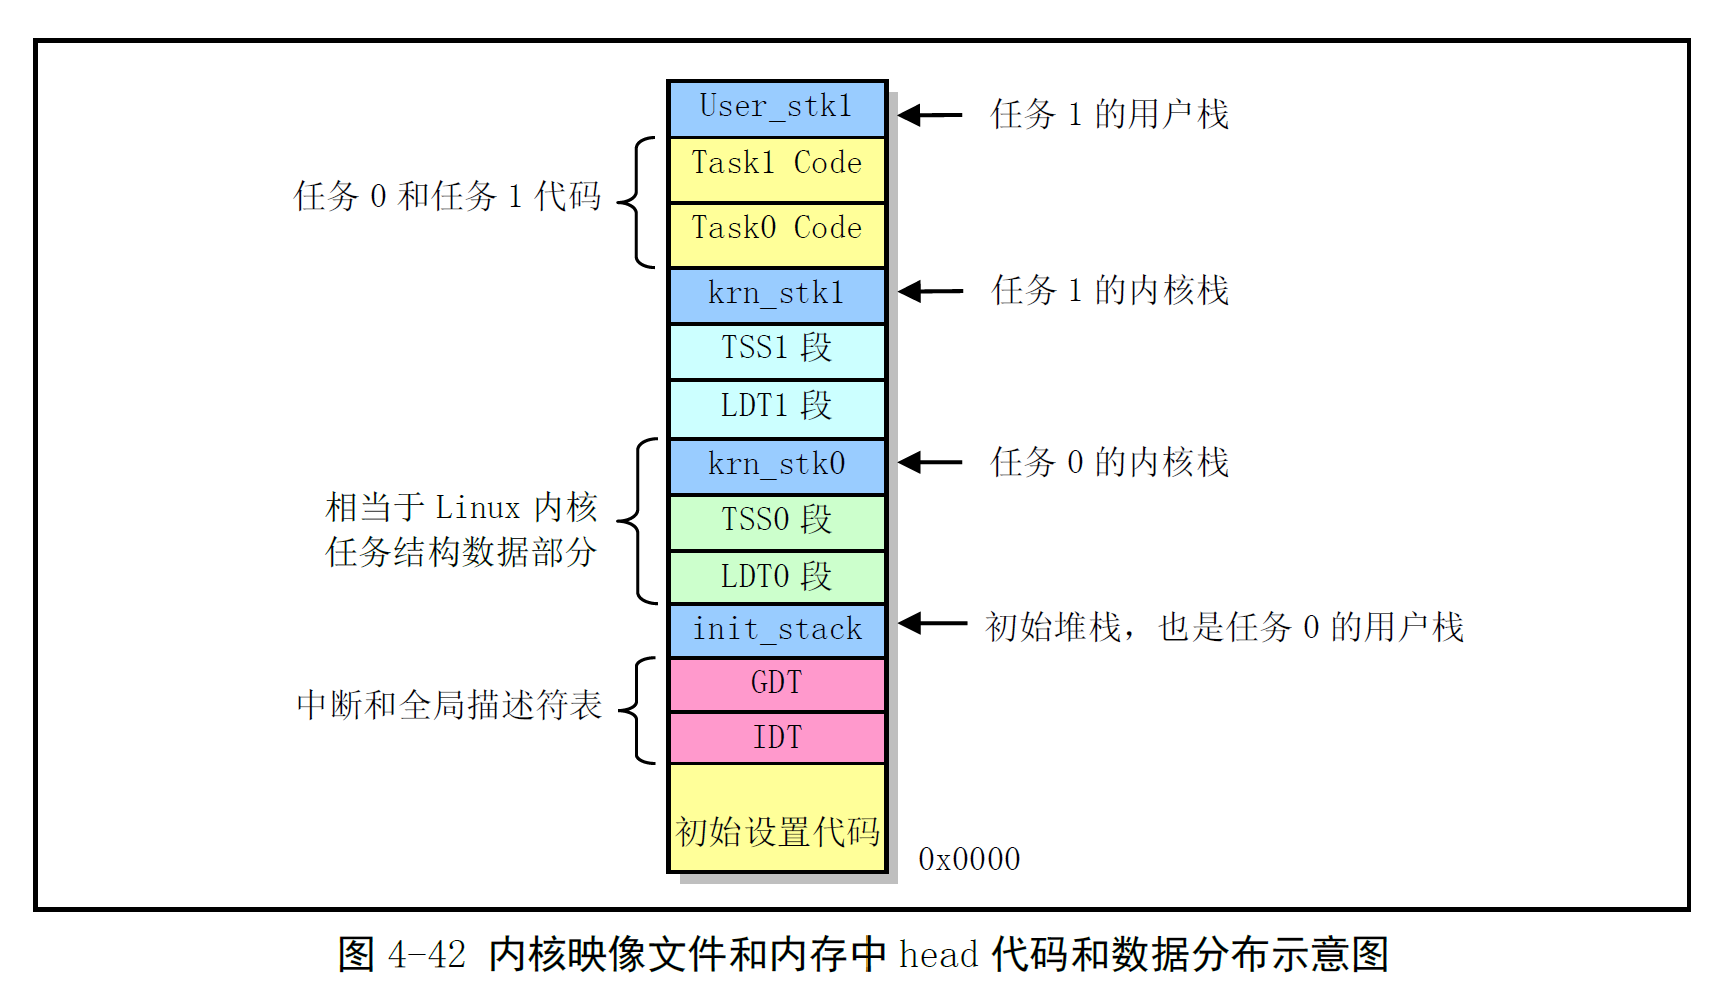 User_stk1
任务 1 的用户栈
Task1 Code
任务 0 和任务 1 代码
Task0 Code
krn_stk1
任务 1 的内核栈
TSS1 段
LDT1 段
krn_stk0
任务 0 的内核栈
相当于 Linux 内核
任务结构数据部分
TSS0 段
LDT0 段
init_stack
初始堆栈，也是任务 0 的用户栈
中断和全局描述符表
GDT
IDT
初始设置代码
0x0000
图 4-42 内核映像文件和内存中 head 代码和数据分布示意图